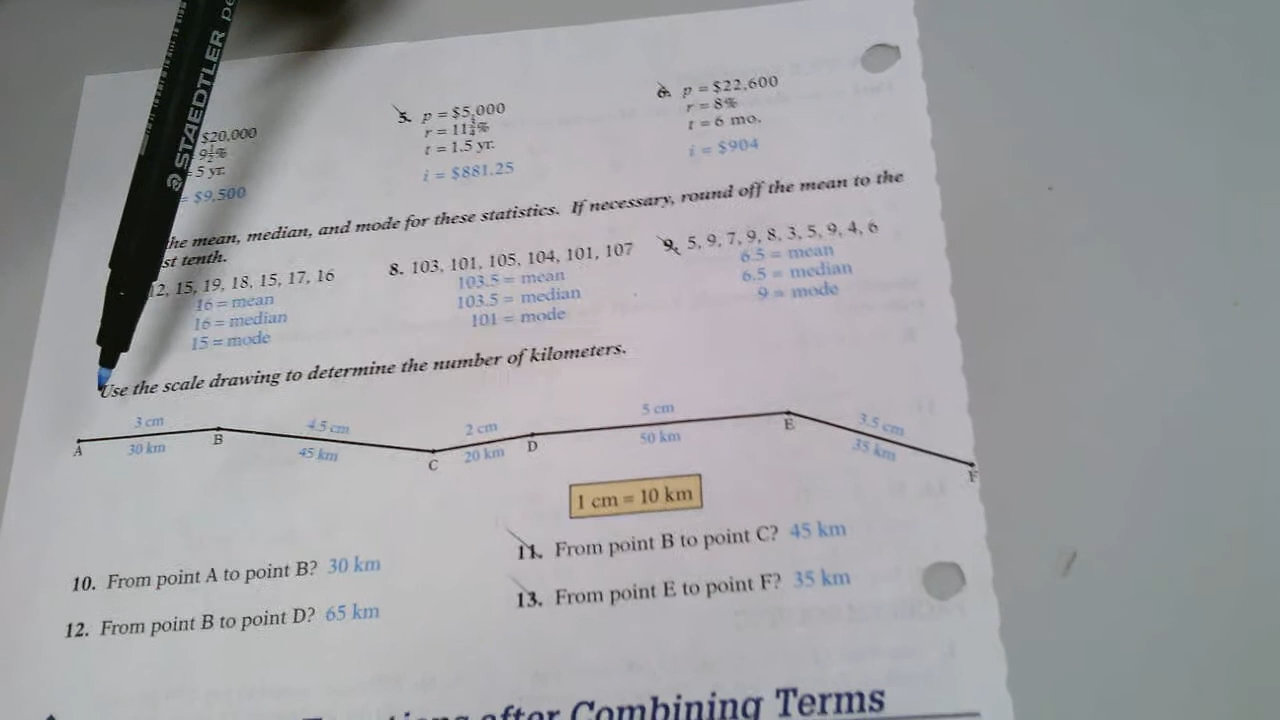 STAEDTLER
$20,000
9½%
5 yr.
= $9,500
5. p = $5,000
r = 11¾%
t = 1.5 yr.
i = $881.25
6. p = $22,600
r = 8%
t = 6 mo.
i = $904
he mean, median, and mode for these statistics. If necessary, round off the mean to the
st tenth.
12, 15, 19, 18, 15, 17, 16
16 = mean
16 = median
15 = mode
8. 103, 101, 105, 104, 101, 107
103.5 = mean
103.5 = median
101 = mode
9. 5, 9, 7, 9, 8, 3, 5, 9, 4, 6
6.5 = mean
6.5 = median
9 = mode
Use the scale drawing to determine the number of kilometers.
3 cm 4.5 cm 2 cm 5 cm 3.5 cm
A B C D E F
30 km 45 km 20 km 50 km 35 km
1 cm = 10 km
10. From point A to point B? 30 km
11. From point B to point C? 45 km
12. From point B to point D? 65 km
13. From point E to point F? 35 km
after Combining Terms